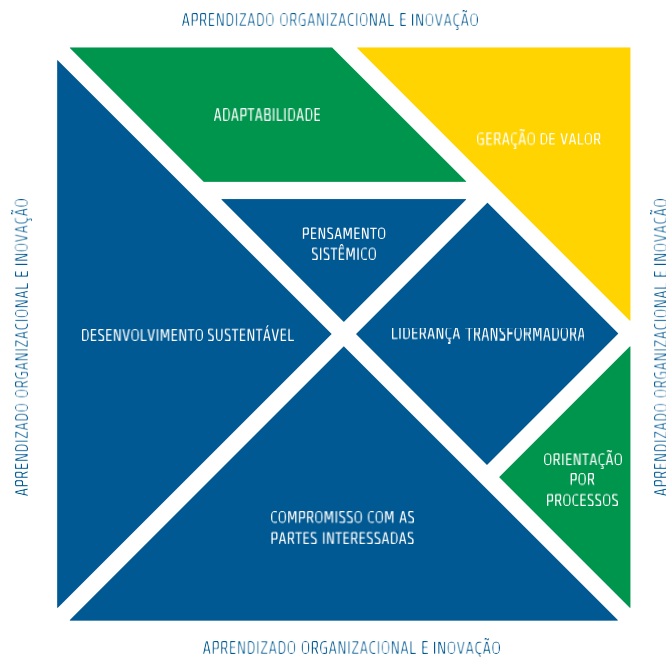 APRENDIZADO ORGANIZACIONAL E INOVAÇÃO
ADAPTABILIDADE
GERAÇÃO DE VALOR
PENSAMENTO
SISTÊMICO
APRENDIZADO ORGANIZACIONAL E INOVAÇÃO
DESENVOLVIMENTO SUSTENTÁVEL
LIDERANÇA TRANSFORMADORA
APRENDIZADO ORGANIZACIONAL E INOVAÇÃO
ORIENTAÇÃO
POR
PROCESSOS
COMPROMISSO COM AS
PARTES INTERESSADAS
APRENDIZADO ORGANIZACIONAL E INOVAÇÃO